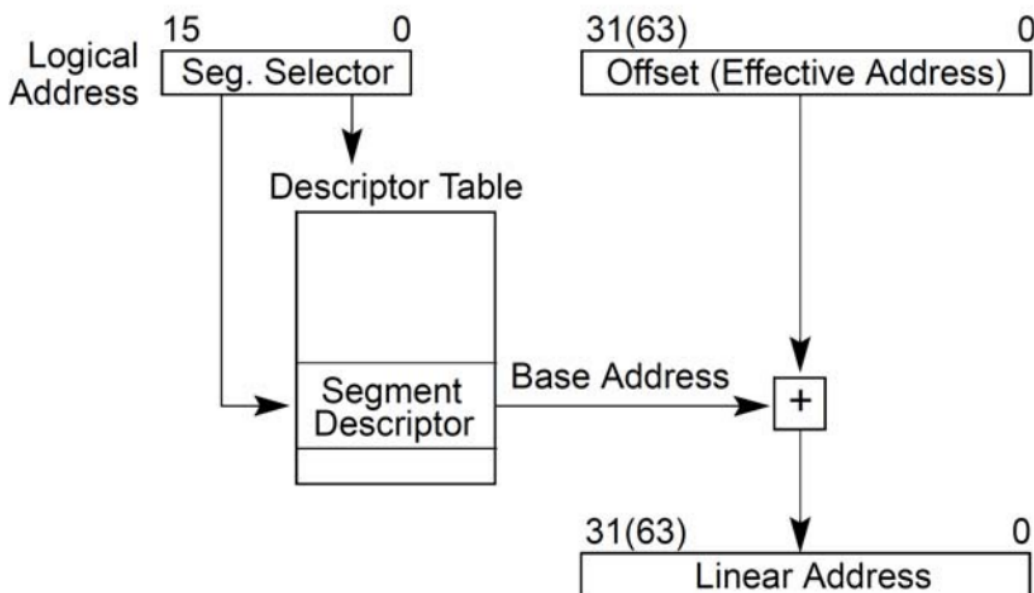 15 0 31(63) 0
Logical Address
Seg. Selector
Offset (Effective Address)
Descriptor Table
Segment
Descriptor
Base Address
+
31(63) 0
Linear Address